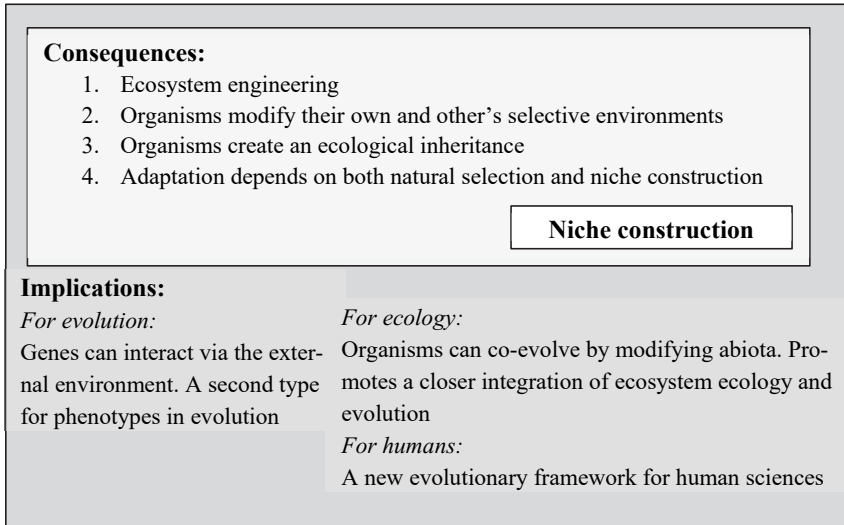 Consequences:
1. Ecosystem engineering
2. Organisms modify their own and other's selective environments
3. Organisms create an ecological inheritance
4. Adaptation depends on both natural selection and niche construction
Niche construction
Implications:
For evolution:
Genes can interact via the exter-
nal environment. A second type
for phenotypes in evolution
For ecology:
Organisms can co-evolve by modifying abiota. Pro-
motes a closer integration of ecosystem ecology and
evolution
For humans:
A new evolutionary framework for human sciences